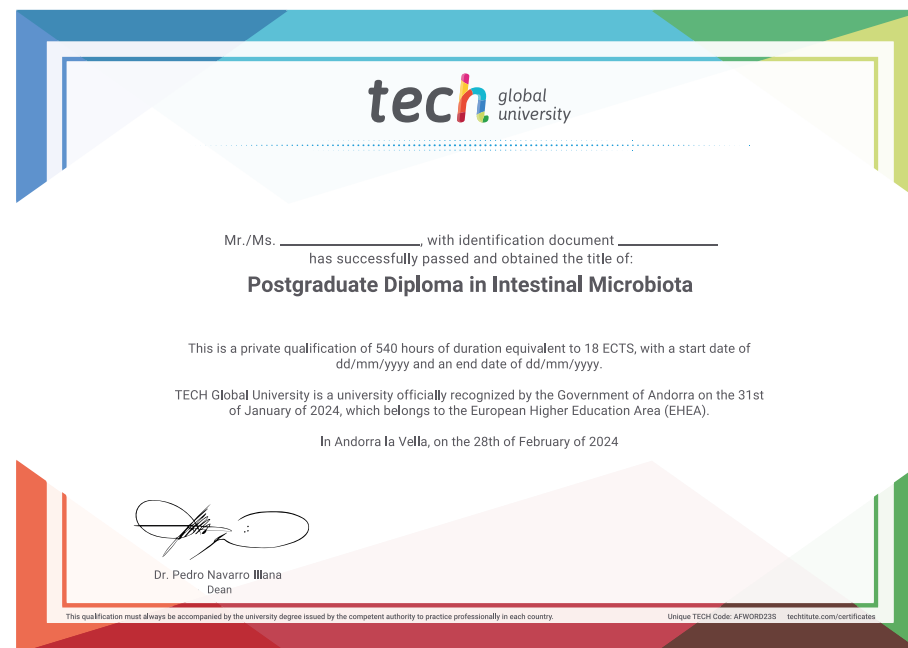 tech global university
Mr./Ms. ____________________, with identification document ______________
has successfully passed and obtained the title of:
Postgraduate Diploma in Intestinal Microbiota
This is a private qualification of 540 hours of duration equivalent to 18 ECTS, with a start date of
dd/mm/yyyy and an end date of dd/mm/yyyy.
TECH Global University is a university officially recognized by the Government of Andorra on the 31st
of January of 2024, which belongs to the European Higher Education Area (EHEA).
In Andorra la Vella, on the 28th of February of 2024
Dr. Pedro Navarro Illana
Dean
This qualification must always be accompanied by the university degree issued by the competent authority to practice professionally in each country.
Unique TECH Code: AFWORD23S techtitute.com/certificates